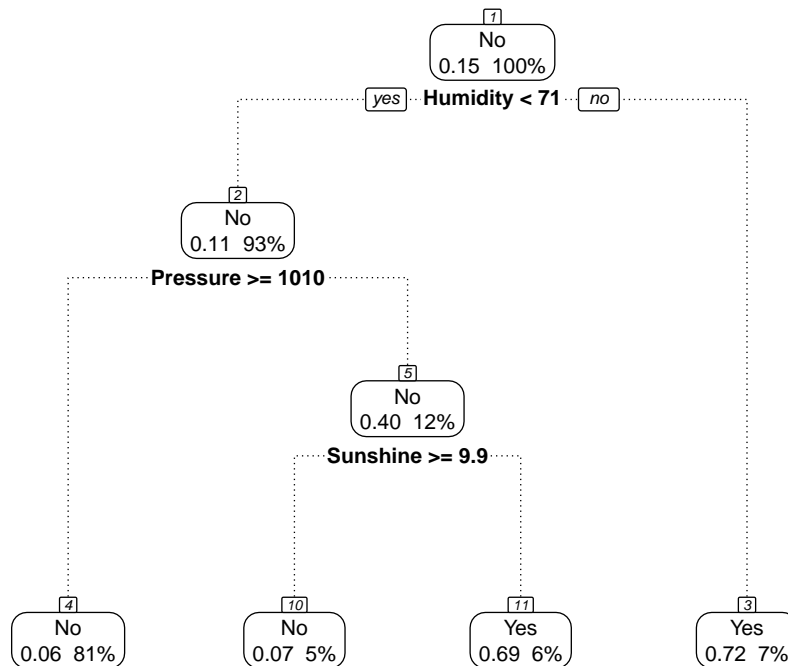 1
No
0.15 100%
yes Humidity < 71 no
2
No
0.11 93%
Pressure >= 1010
5
No
0.40 12%
Sunshine >= 9.9
4
No
0.06 81%
10
No
0.07 5%
11
Yes
0.69 6%
3
Yes
0.72 7%